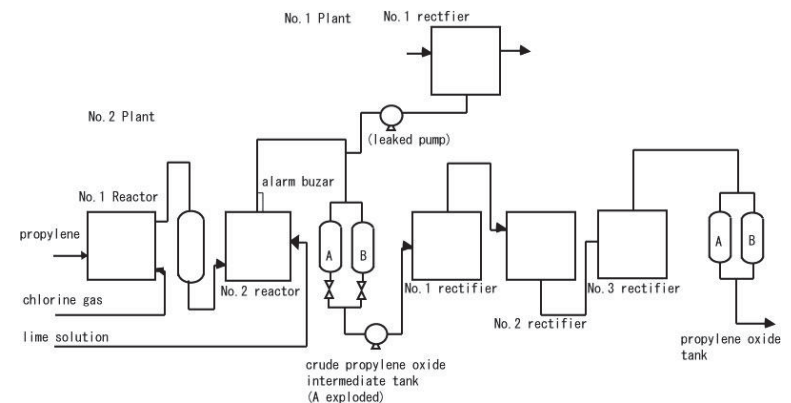 No.1 Plant
No.1 rectfier
(leaked pump)
No.2 Plant
alarm buzar
No.1 Reactor
propylene
chlorine gas
lime solution
No.2 reactor
A
B
No.1 rectifier
No.2 rectifier
No.3 rectifier
A
B
crude propylene oxide
intermediate tank
(A exploded)
propylene oxide
tank